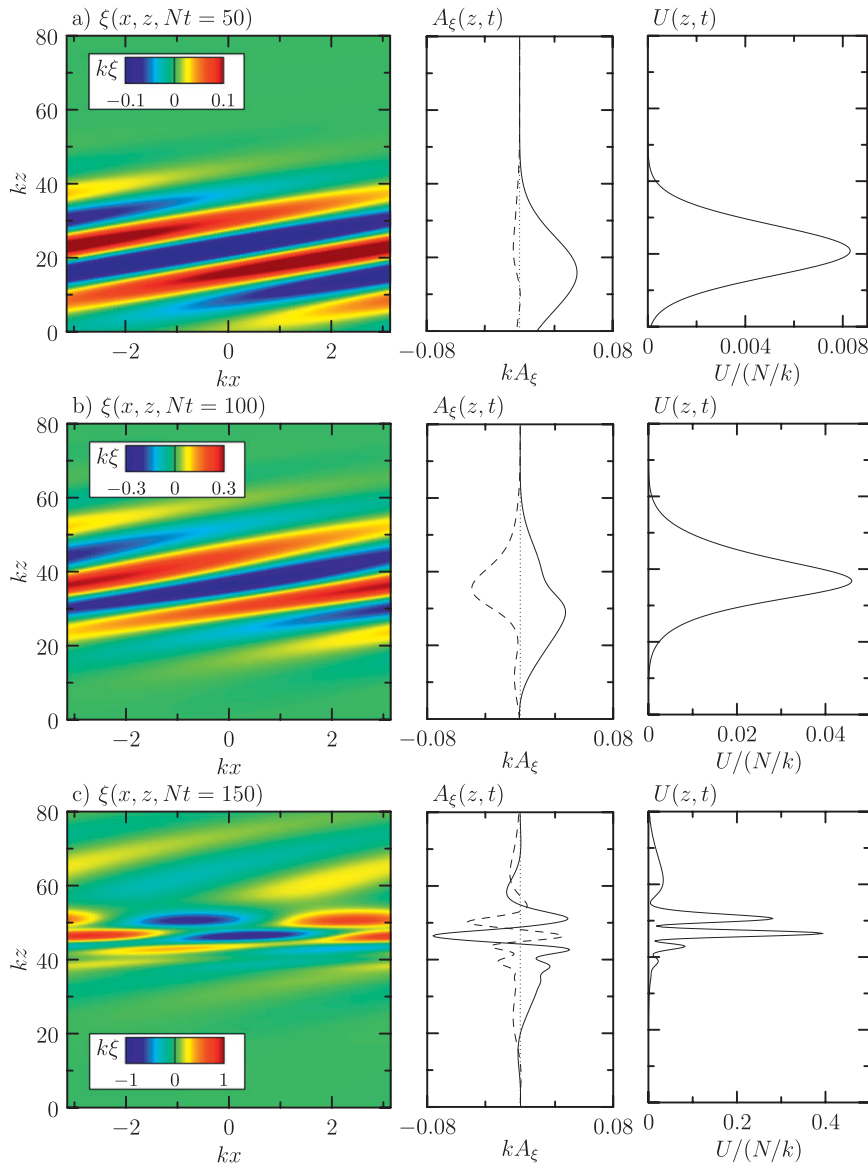 a) ξ(x, z, Nt = 50)
A_ξ(z, t)
U(z, t)
80
60
40
20
0
kz
kξ
−0.1 0 0.1
−2 0 2
kx
−0.08 0.08
kA_ξ
0 0.004 0.008
U/(N/k)
b) ξ(x, z, Nt = 100)
A_ξ(z, t)
U(z, t)
80
60
40
20
0
kz
kξ
−0.3 0 0.3
−2 0 2
kx
−0.08 0.08
kA_ξ
0 0.02 0.04
U/(N/k)
c) ξ(x, z, Nt = 150)
A_ξ(z, t)
U(z, t)
80
60
40
20
0
kz
kξ
−1 0 1
−2 0 2
kx
−0.08 0.08
kA_ξ
0 0.2 0.4
U/(N/k)